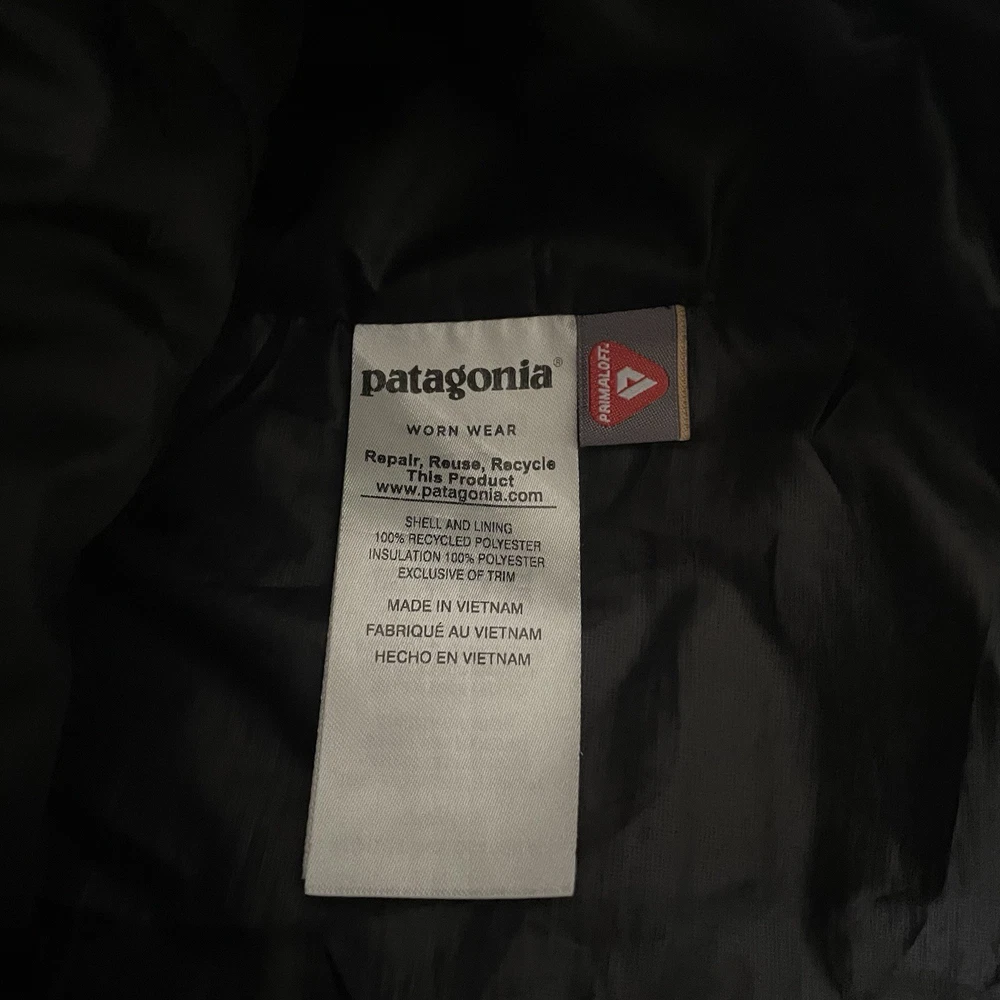 patagonia®
WORN WEAR
Repair, Reuse, Recycle
This Product
www.patagonia.com
SHELL AND LINING
100% RECYCLED POLYESTER
INSULATION 100% POLYESTER
EXCLUSIVE OF TRIM
MADE IN VIETNAM
FABRIQUÉ AU VIETNAM
HECHO EN VIETNAM
PRIMALOFT.